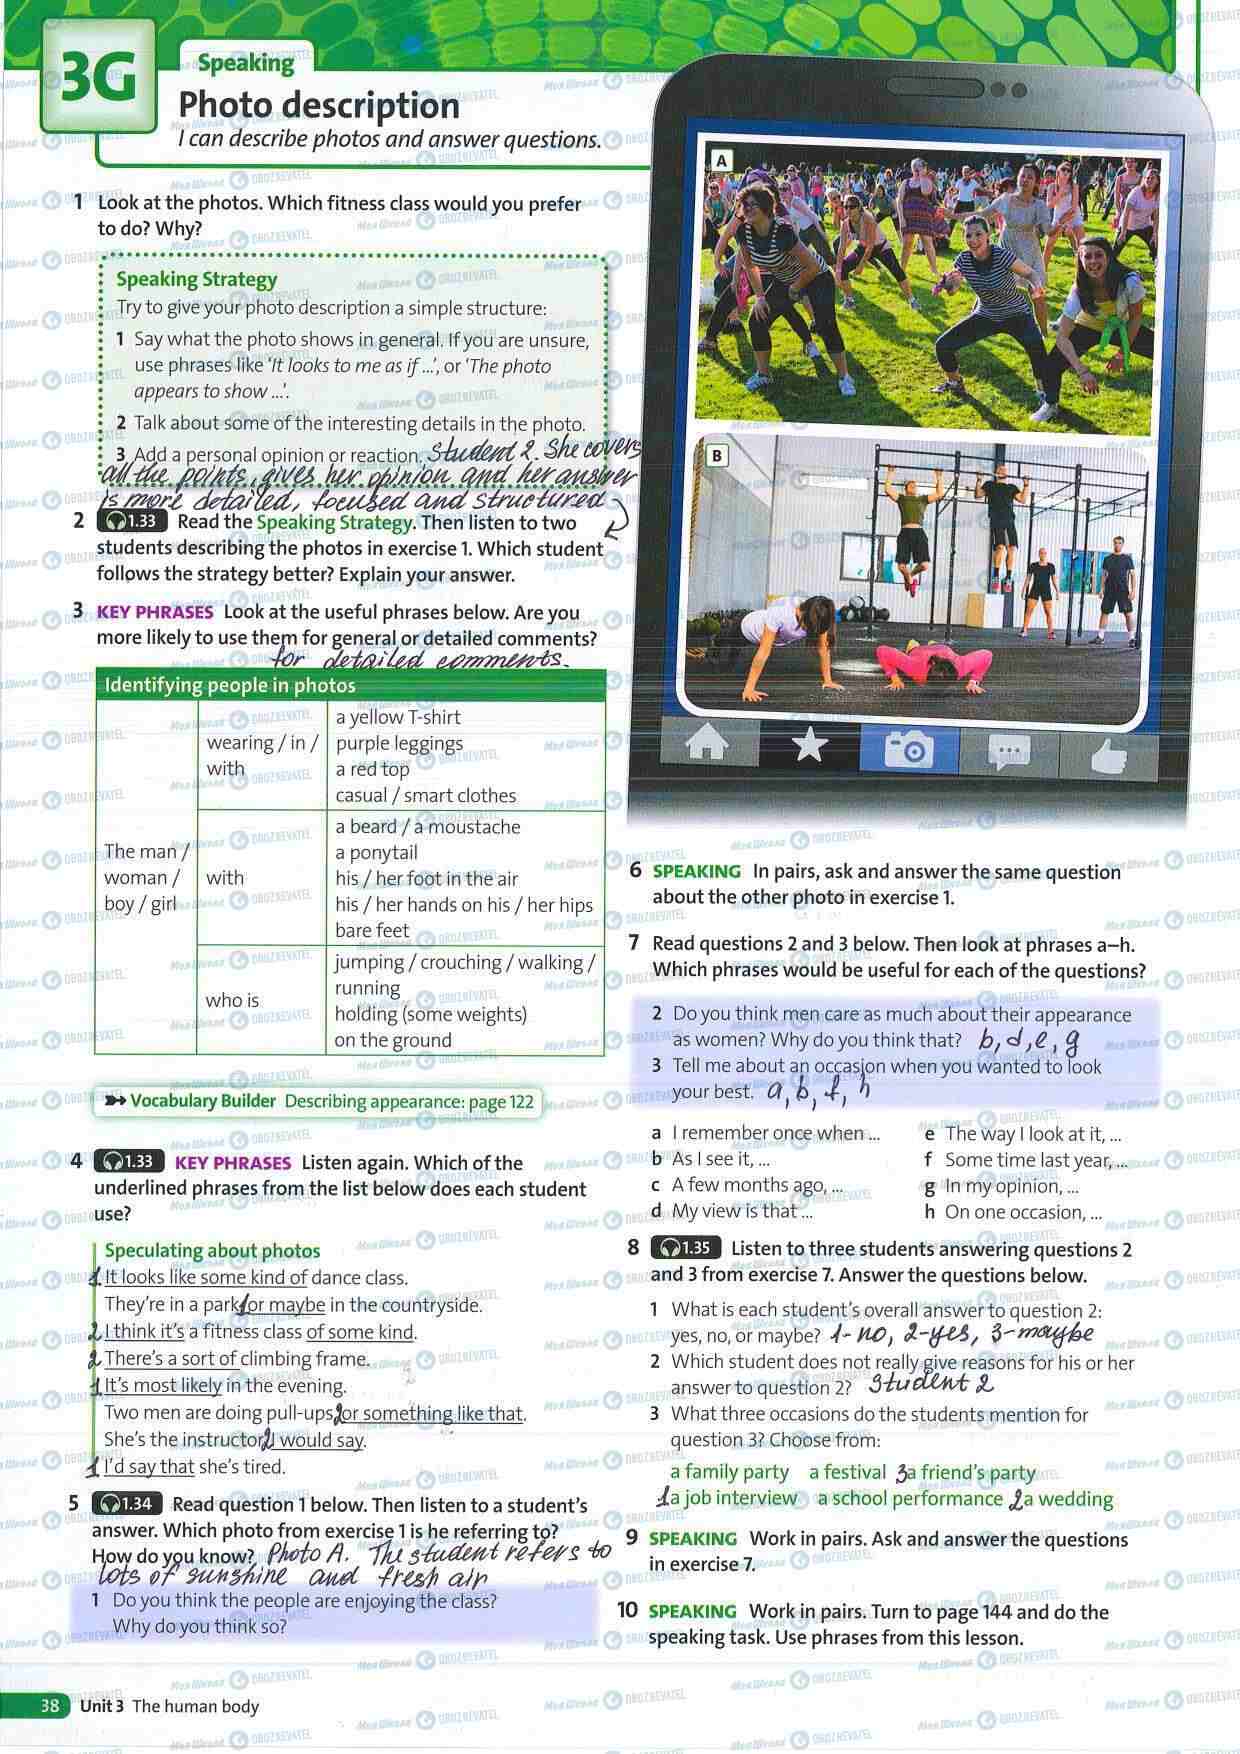 3G
Speaking
Photo description
I can describe photos and answer questions.
1 Look at the photos. Which fitness class would you prefer
to do? Why?
Speaking Strategy
Try to give your photo description a simple structure:
1 Say what the photo shows in general. If you are unsure,
use phrases like ‘It looks to me as if ...’, or ‘The photo
appears to show ...’.
2 Talk about some of the interesting details in the photo.
3 Add a personal opinion or reaction. Student 2. She covers
all the points, gives her opinion and her answer
is more detailed, focused and structured
2 1.33 Read the Speaking Strategy. Then listen to two
students describing the photos in exercise 1. Which student
follows the strategy better? Explain your answer.
3 KEY PHRASES Look at the useful phrases below. Are you
more likely to use them for general or detailed comments?
for detailed comments.
Identifying people in photos
The man /
woman /
boy / girl
wearing / in /
with
a yellow T-shirt
purple leggings
a red top
casual / smart clothes
with
a beard / a moustache
a ponytail
his / her foot in the air
his / her hands on his / her hips
bare feet
who is
jumping / crouching / walking /
running
holding (some weights)
on the ground
Vocabulary Builder Describing appearance: page 122
4 1.33 KEY PHRASES Listen again. Which of the
underlined phrases from the list below does each student
use?
Speculating about photos
1 It looks like some kind of dance class.
They’re in a park 1 or maybe in the countryside.
2 I think it’s a fitness class of some kind.
2 There’s a sort of climbing frame.
1 It’s most likely in the evening.
Two men are doing pull-ups 2 or something like that.
She’s the instructor, 2 I would say.
1 I’d say that she’s tired.
5 1.34 Read question 1 below. Then listen to a student’s
answer. Which photo from exercise 1 is he referring to?
How do you know? Photo A. The student refers to
lots of sunshine and fresh air
1 Do you think the people are enjoying the class?
Why do you think so?
38 Unit 3 The human body
A
B
6 SPEAKING In pairs, ask and answer the same question
about the other photo in exercise 1.
7 Read questions 2 and 3 below. Then look at phrases a–h.
Which phrases would be useful for each of the questions?
2 Do you think men care as much about their appearance
as women? Why do you think that? b, d, e, g
3 Tell me about an occasion when you wanted to look
your best. a, b, f, h
a I remember once when ...
b As I see it, ...
c A few months ago, ...
d My view is that ...
e The way I look at it, ...
f Some time last year, ...
g In my opinion, ...
h On one occasion, ...
8 1.35 Listen to three students answering questions 2
and 3 from exercise 7. Answer the questions below.
1 What is each student’s overall answer to question 2:
yes, no, or maybe? 1-no, 2-yes, 3-maybe
2 Which student does not really give reasons for his or her
answer to question 2? Student 2
3 What three occasions do the students mention for
question 3? Choose from:
a family party a festival 3 a friend’s party
1 a job interview a school performance 2 a wedding
9 SPEAKING Work in pairs. Ask and answer the questions
in exercise 7.
10 SPEAKING Work in pairs. Turn to page 144 and do the
speaking task. Use phrases from this lesson.